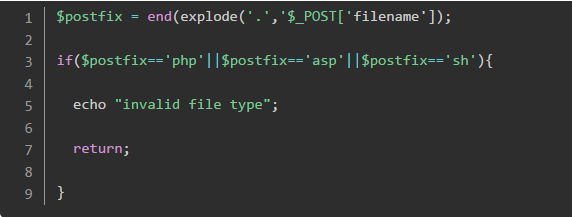 1 $postfix = end(explode('.','$_POST['filename']);
2
3 if($postfix=='php'||$postfix=='asp'||$postfix=='sh'){
4
5 echo "invalid file type";
6
7 return;
8
9 }